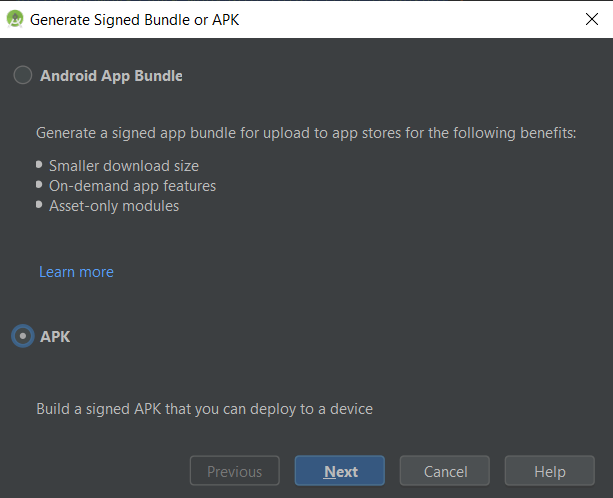 Generate Signed Bundle or APK
Android App Bundle
Generate a signed app bundle for upload to app stores for the following benefits:
Smaller download size
On-demand app features
Asset-only modules
Learn more
APK
Build a signed APK that you can deploy to a device
Previous Next Cancel Help